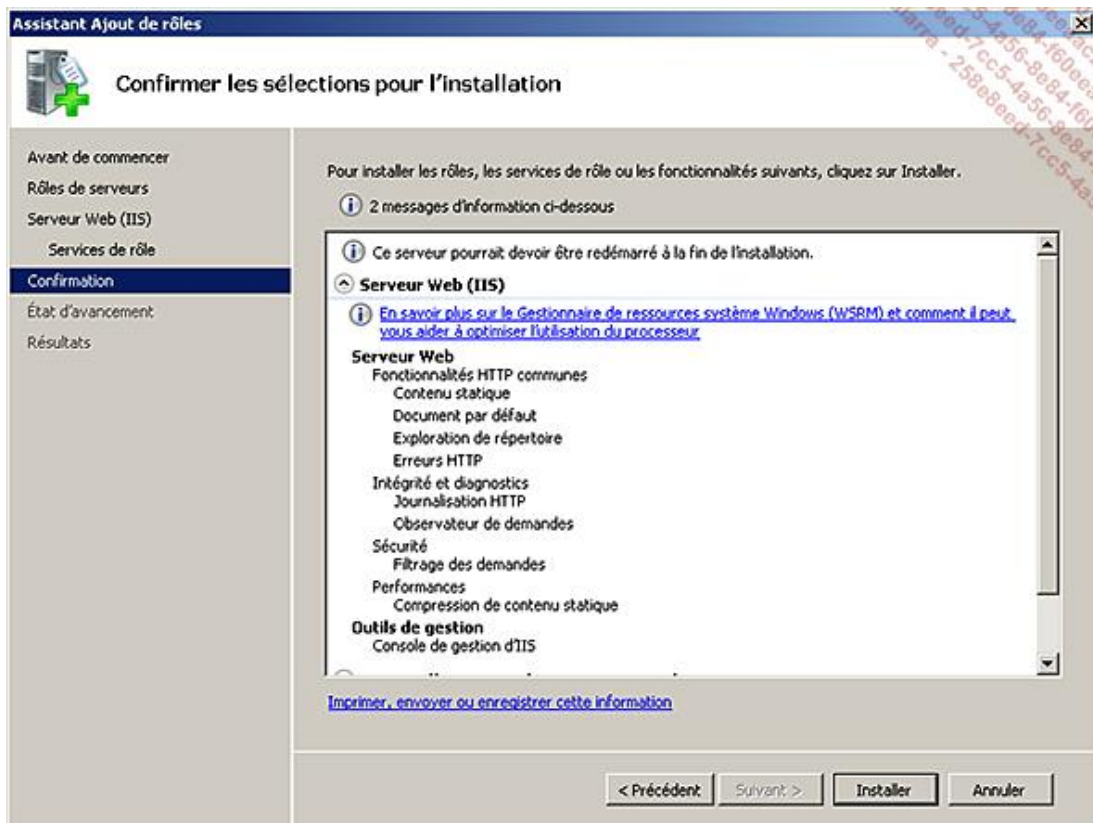 Assistant Ajout de rôles
Confirmer les sélections pour l'installation
Avant de commencer
Rôles de serveurs
Serveur Web (IIS)
Services de rôle
Confirmation
État d'avancement
Résultats
Pour installer les rôles, les services de rôle ou les fonctionnalités suivants, cliquez sur Installer.
2 messages d'information ci-dessous
Ce serveur pourrait devoir être redémarré à la fin de l'installation.
Serveur Web (IIS)
En savoir plus sur le Gestionnaire de ressources système Windows (WSRM) et comment il peut
vous aider à optimiser l'utilisation du processeur
Serveur Web
Fonctionnalités HTTP communes
Contenu statique
Document par défaut
Exploration de répertoire
Erreurs HTTP
Intégrité et diagnostics
Journalisation HTTP
Observateur de demandes
Sécurité
Filtrage des demandes
Performances
Compression de contenu statique
Outils de gestion
Console de gestion d'IIS
Imprimer, envoyer ou enregistrer cette information
< Précédent
Suivant >
Installer
Annuler